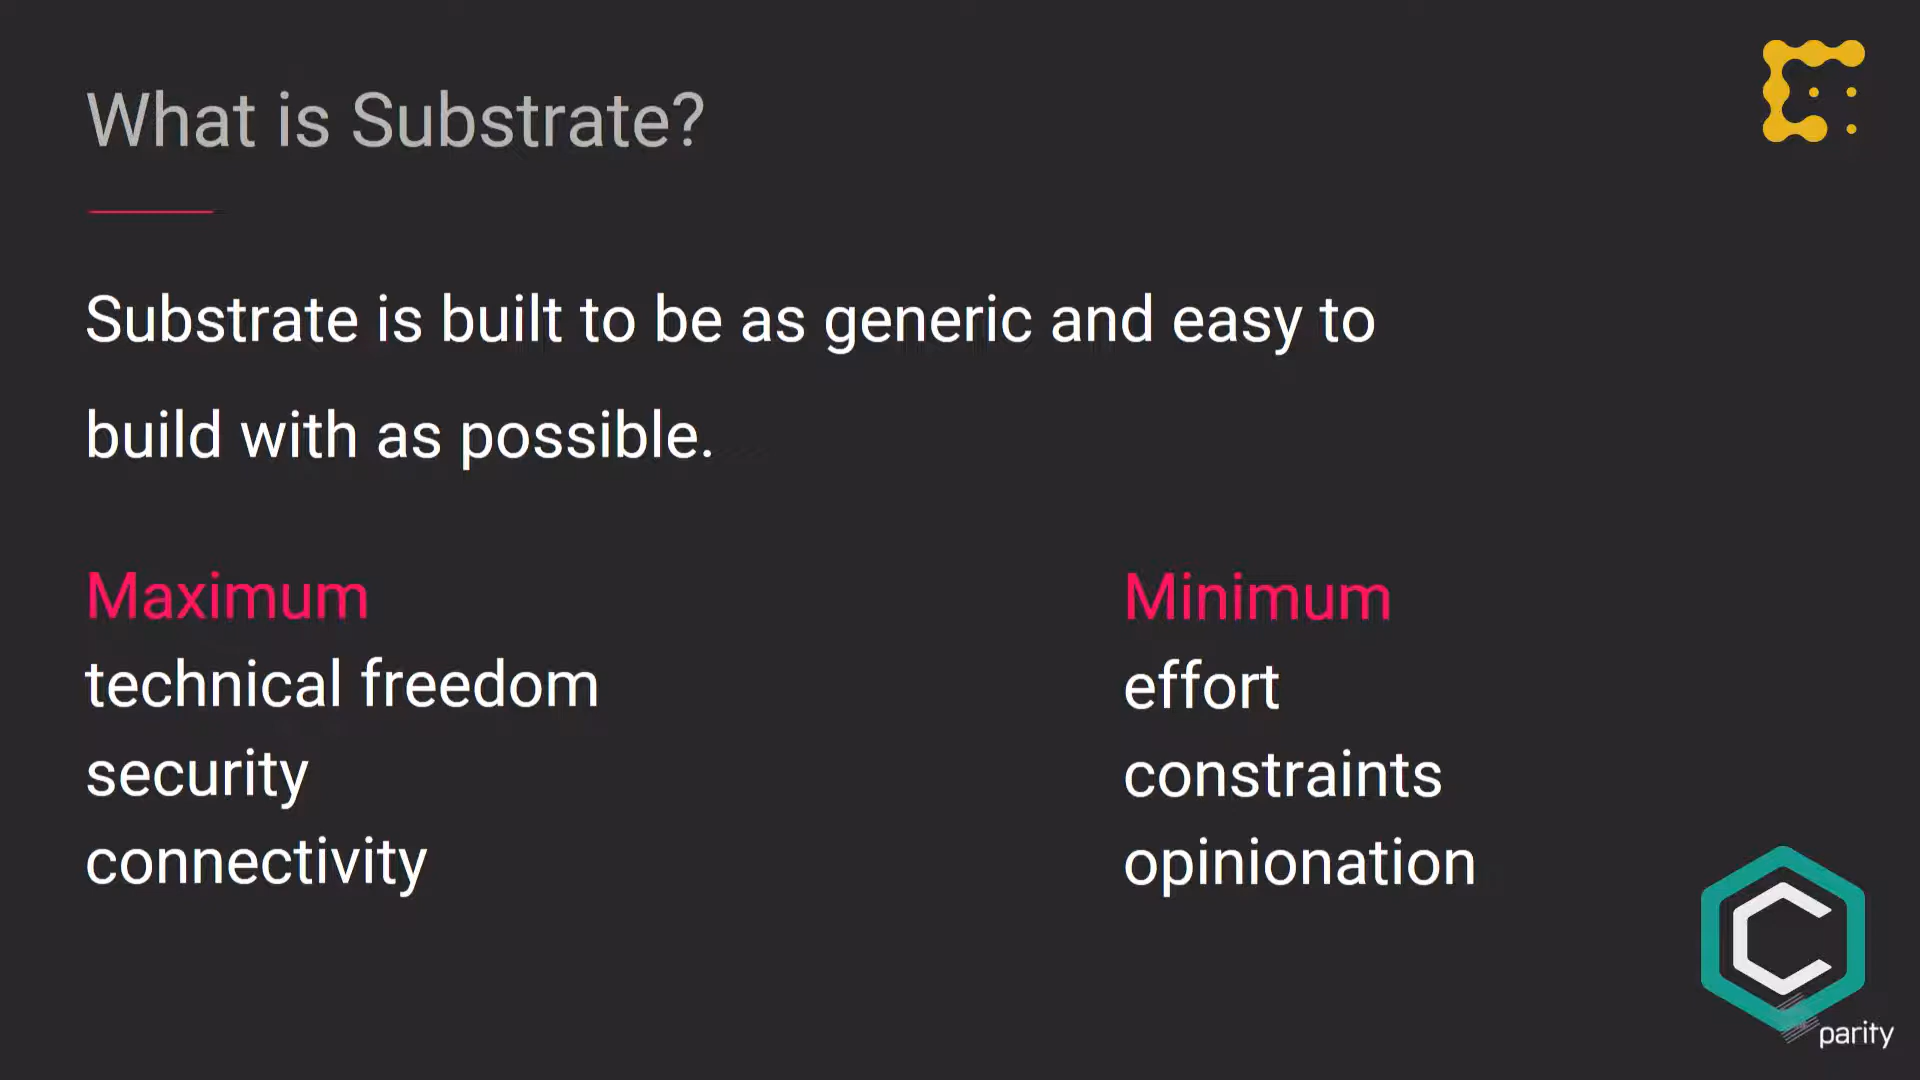 What is Substrate?
Substrate is built to be as generic and easy to
build with as possible.
Maximum
technical freedom
security
connectivity
Minimum
effort
constraints
opinionation
parity